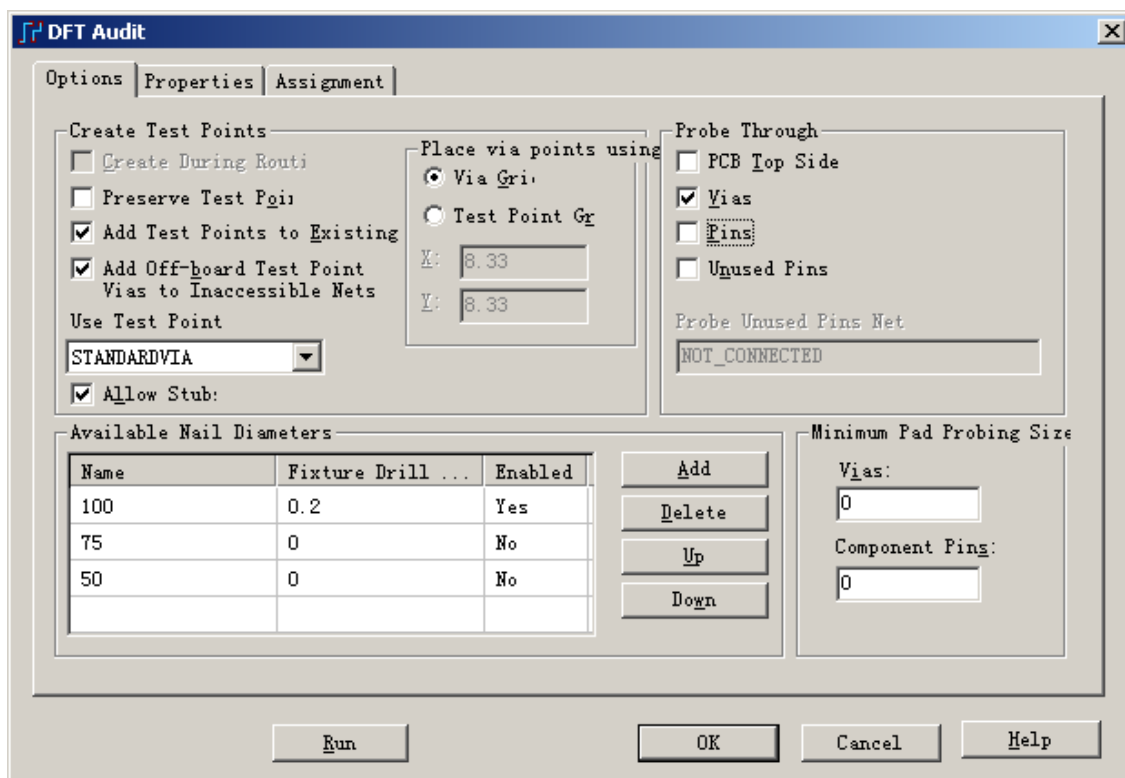 DFT Audit
Options Properties Assignment
Create Test Points
Create During Routi
Preserve Test Poi
Add Test Points to Existing
Add Off-board Test Point
Vias to Inaccessible Nets
Use Test Point
STANDARDVIA
Allow Stub:
Place via points using
Via Gri
Test Point Gr
X: 8.33
Y: 8.33
Probe Through
PCB Top Side
Vias
Pins
Unused Pins
Probe Unused Pins Net
NOT_CONNECTED
Available Nail Diameters
Name Fixture Drill ... Enabled
100 0.2 Yes
75 0 No
50 0 No
Add
Delete
Up
Down
Minimum Pad Probing Size
Vias:
0
Component Pins:
0
Run OK Cancel Help